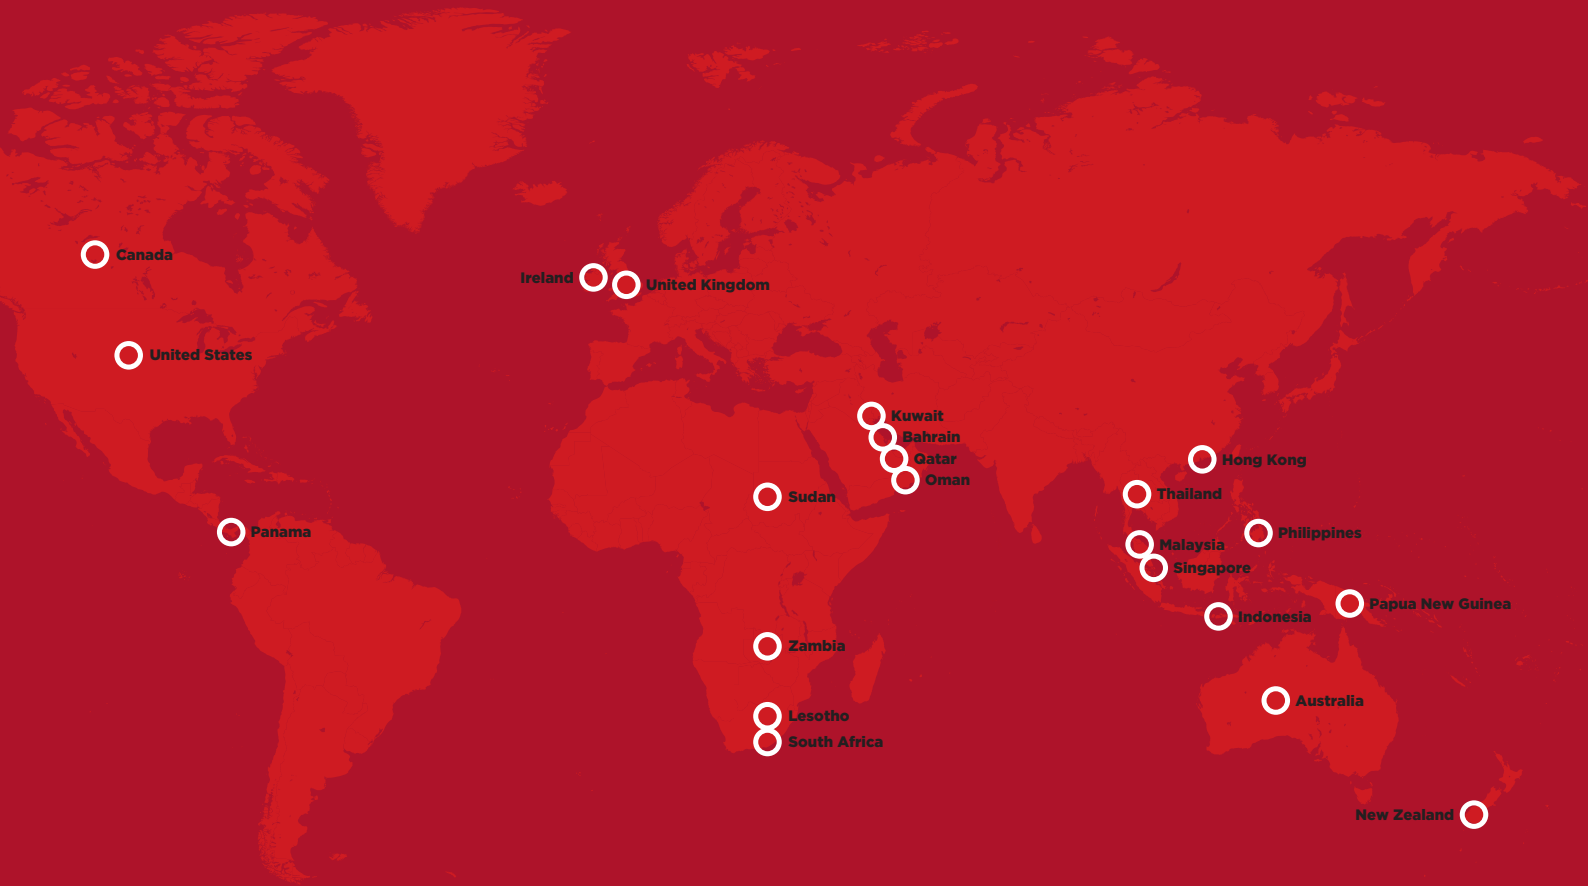 Canada
Ireland
United Kingdom
United States
Kuwait
Bahrain
Qatar
Hong Kong
Oman
Thailand
Sudan
Panama
Philippines
Malaysia
Singapore
Papua New Guinea
Indonesia
Zambia
Australia
Lesotho
South Africa
New Zealand